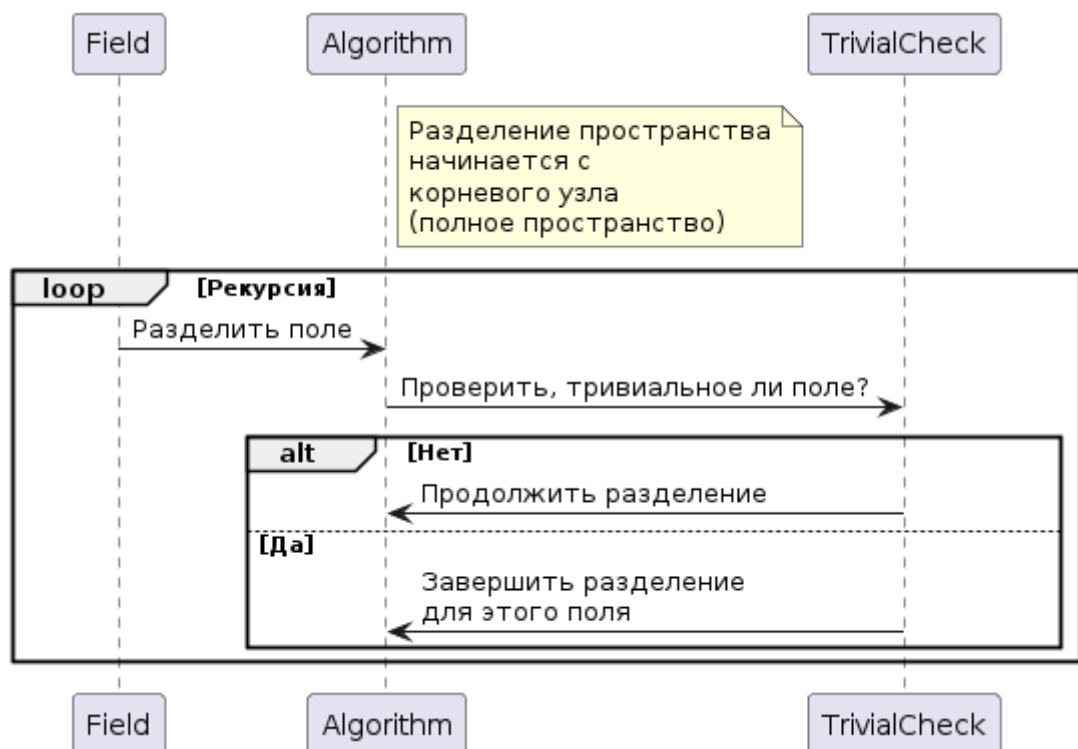 Field
Algorithm
TrivialCheck
Разделение пространства
начинается с
корневого узла
(полное пространство)
loop
[Рекурсия]
Разделить поле
Проверить, тривиальное ли поле?
alt
[Нет]
Продолжить разделение
[Да]
Завершить разделение
для этого поля
Field
Algorithm
TrivialCheck